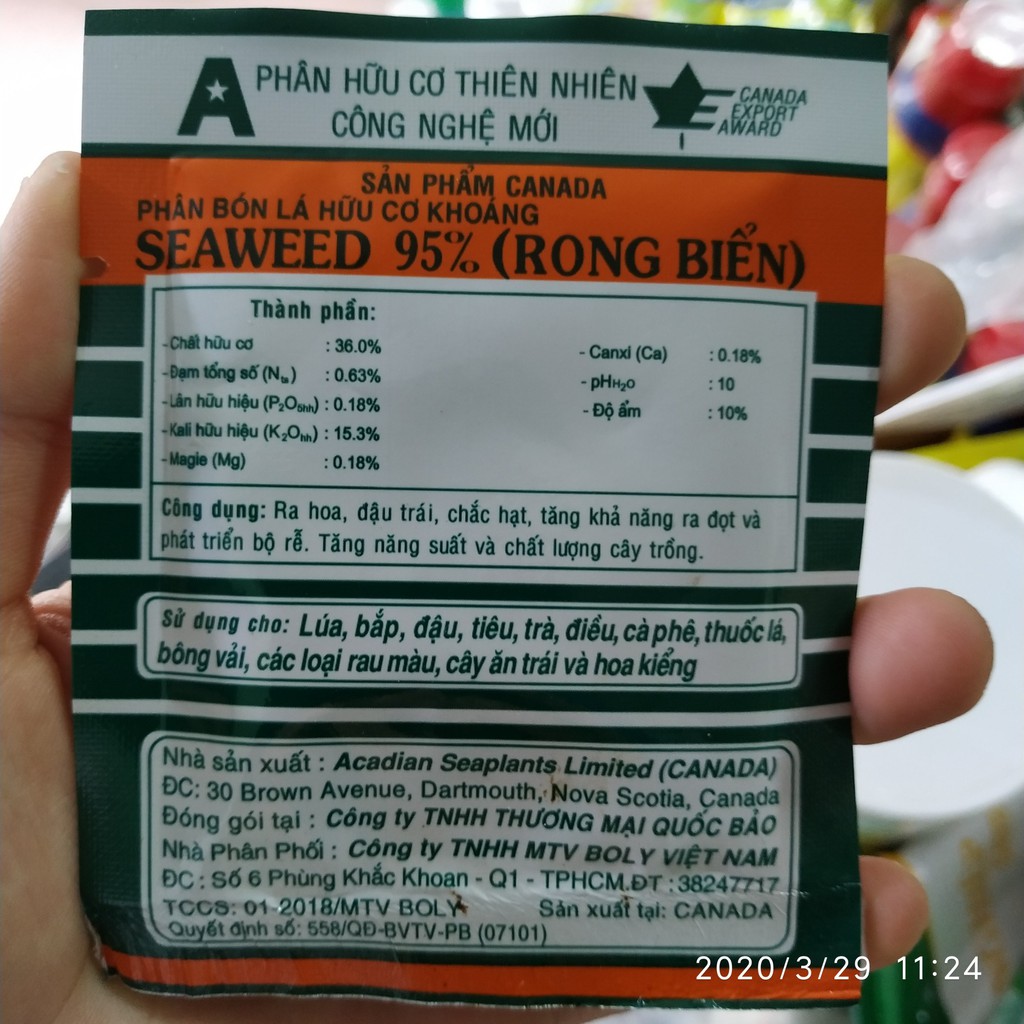 A PHÂN HỮU CƠ THIÊN NHIÊN
CÔNG NGHỆ MỚI
CANADA
EXPORT
AWARD
SẢN PHẨM CANADA
PHÂN BÓN LÁ HỮU CƠ KHOÁNG
SEAWEED 95% (RONG BIỂN)
Thành phần:
- Chất hữu cơ : 36.0%
- Đạm tổng số (Nts) : 0.63%
- Lân hữu hiệu (P₂O5hh) : 0.18%
- Kali hữu hiệu (K₂Ohh) : 15.3%
- Magie (Mg) : 0.18%
- Canxi (Ca) : 0.18%
- pHH₂O : 10
- Độ ẩm : 10%
Công dụng: Ra hoa, đậu trái, chắc hạt, tăng khả năng ra đọt và
phát triển bộ rễ. Tăng năng suất và chất lượng cây trồng.
Sử dụng cho: Lúa, bắp, đậu, tiêu, trà, điều, cà phê, thuốc lá,
bông vải, các loại rau màu, cây ăn trái và hoa kiểng
Nhà sản xuất : Acadian Seaplants Limited (CANADA)
ĐC: 30 Brown Avenue, Dartmouth, Nova Scotia, Canada
Đóng gói tại : Công ty TNHH THƯƠNG MẠI QUỐC BẢO
Nhà Phân Phối : Công ty TNHH MTV BOLY VIỆT NAM
ĐC : Số 6 Phùng Khắc Khoan - Q1 - TPHCM.ĐT : 38247717
TCCS: 01-2018/MTV BOLY Sản xuất tại: CANADA
Quyết định số: 558/QĐ-BVTV-PB (07101)
2020/3/29 11:24